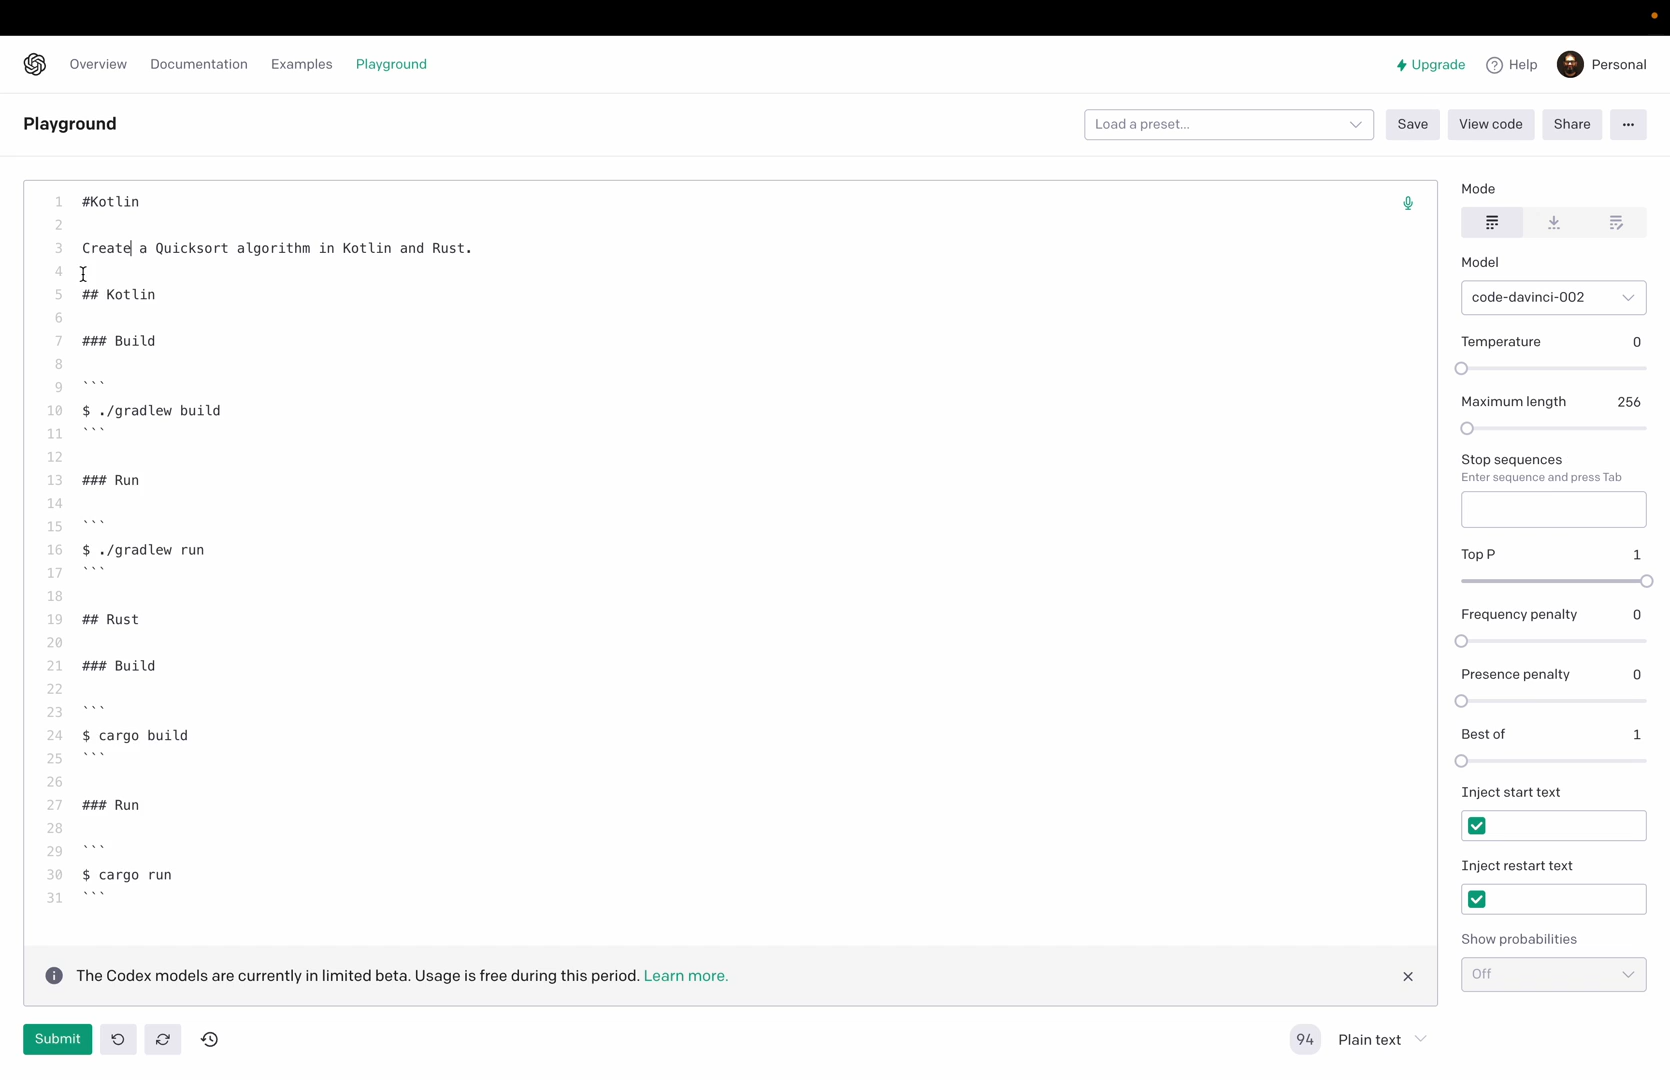 Overview Documentation Examples Playground Upgrade Help Personal
Playground Load a preset... Save View code Share ...
1 #Kotlin
2
3 Create a Quicksort algorithm in Kotlin and Rust.
4
5 ## Kotlin
6
7 ### Build
8
9 ```
10 $ ./gradlew build
11 ```
12
13 ### Run
14
15 ```
16 $ ./gradlew run
17 ```
18
19 ## Rust
20
21 ### Build
22
23 ```
24 $ cargo build
25 ```
26
27 ### Run
28
29 ```
30 $ cargo run
31 ```
The Codex models are currently in limited beta. Usage is free during this period. Learn more.
Submit
94 Plain text
Mode
Model
code-davinci-002
Temperature 0
Maximum length 256
Stop sequences
Enter sequence and press Tab
Top P 1
Frequency penalty 0
Presence penalty 0
Best of 1
Inject start text
Inject restart text
Show probabilities
Off